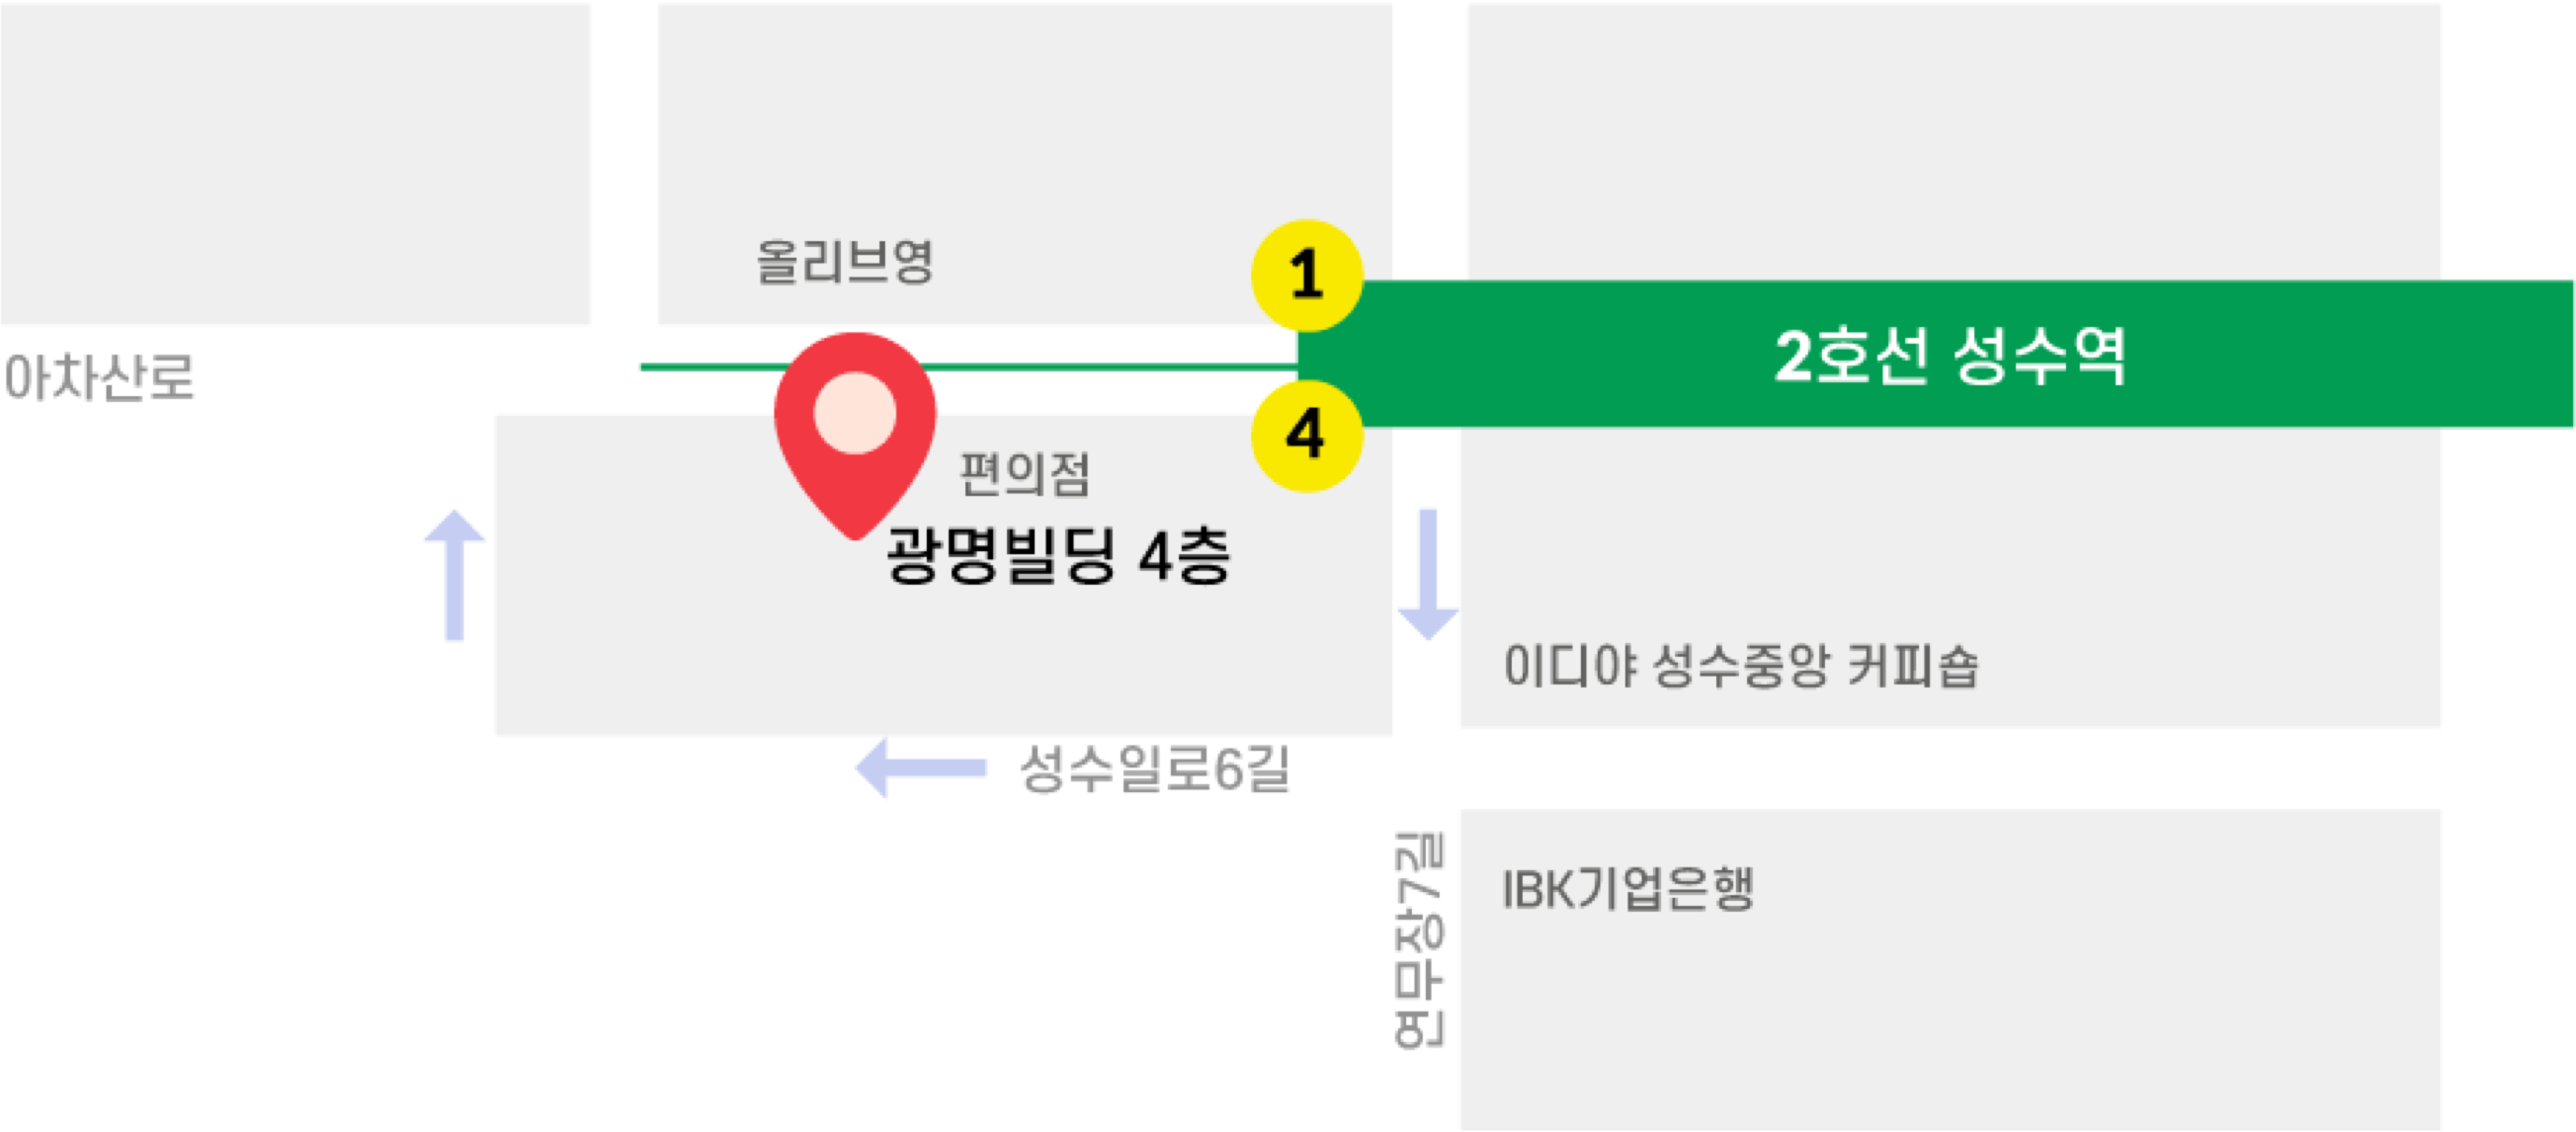 올리브영
1
2호선 성수역
아차산로
4
편의점
광명빌딩 4층
이디야 성수중앙 커피숍
성수일로6길
연무장7길
IBK기업은행